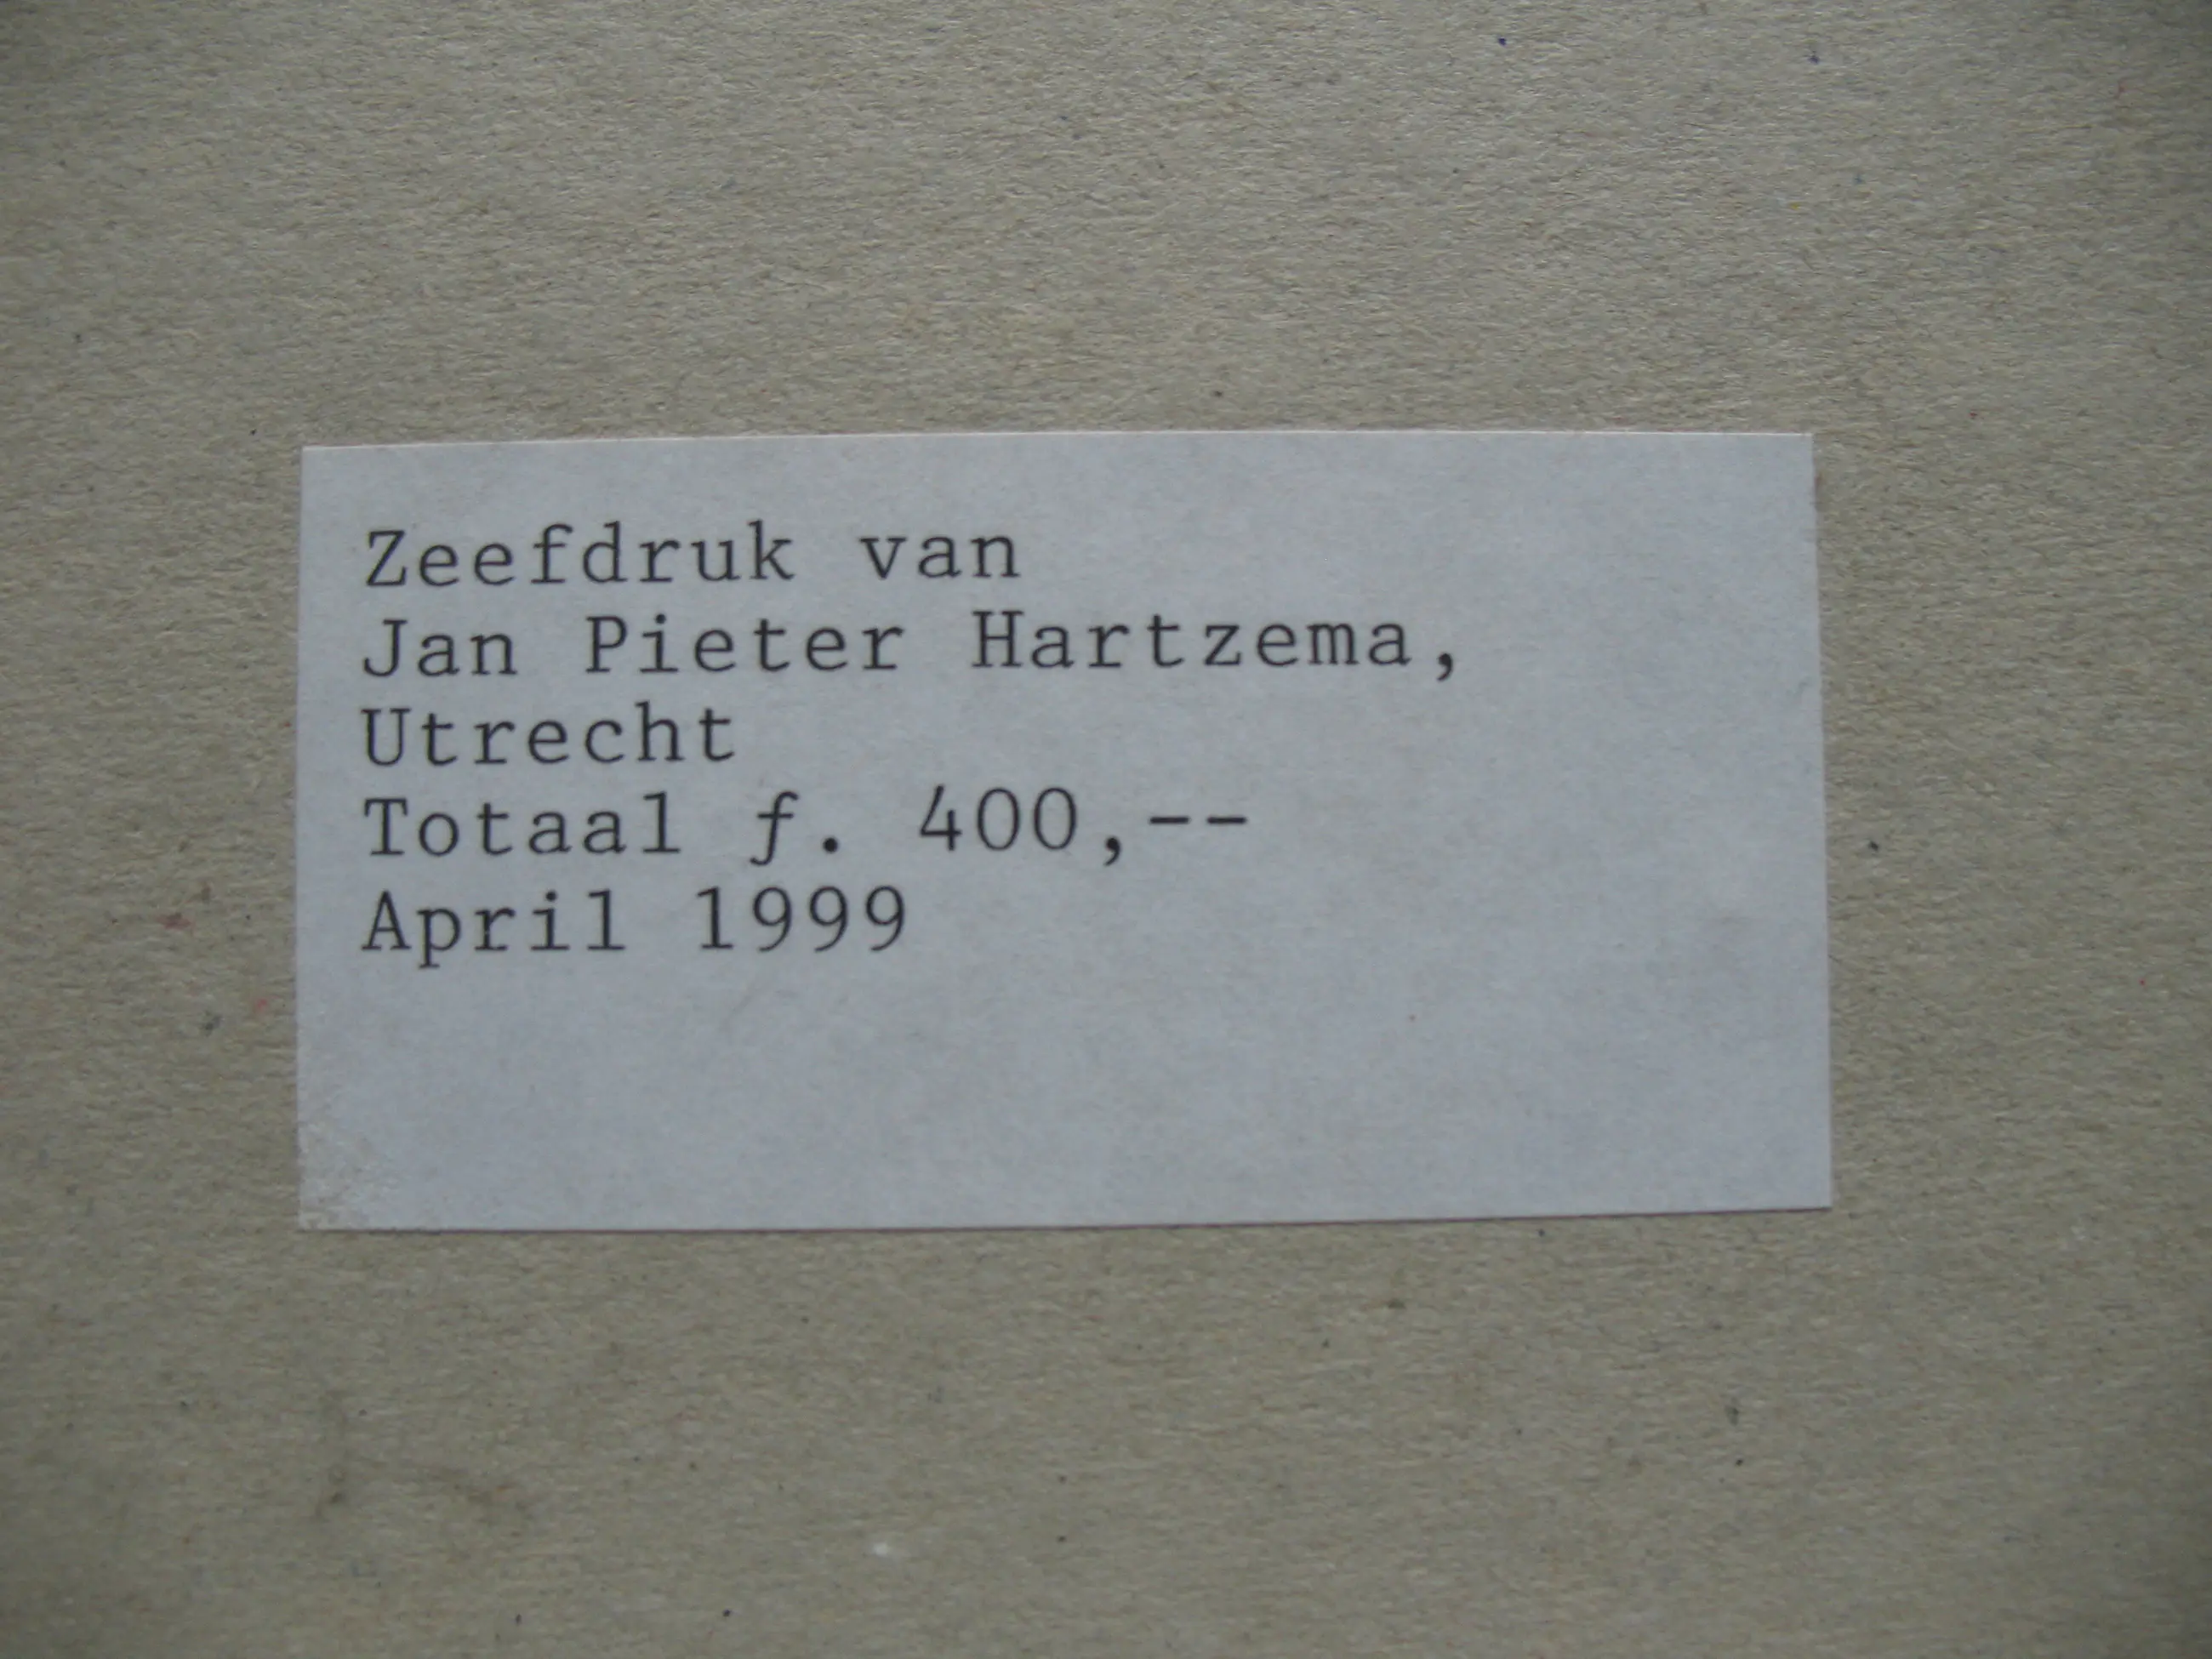 Zeefdruk van
Jan Pieter Hartzema,
Utrecht
Totaal ƒ. 400,--
April 1999